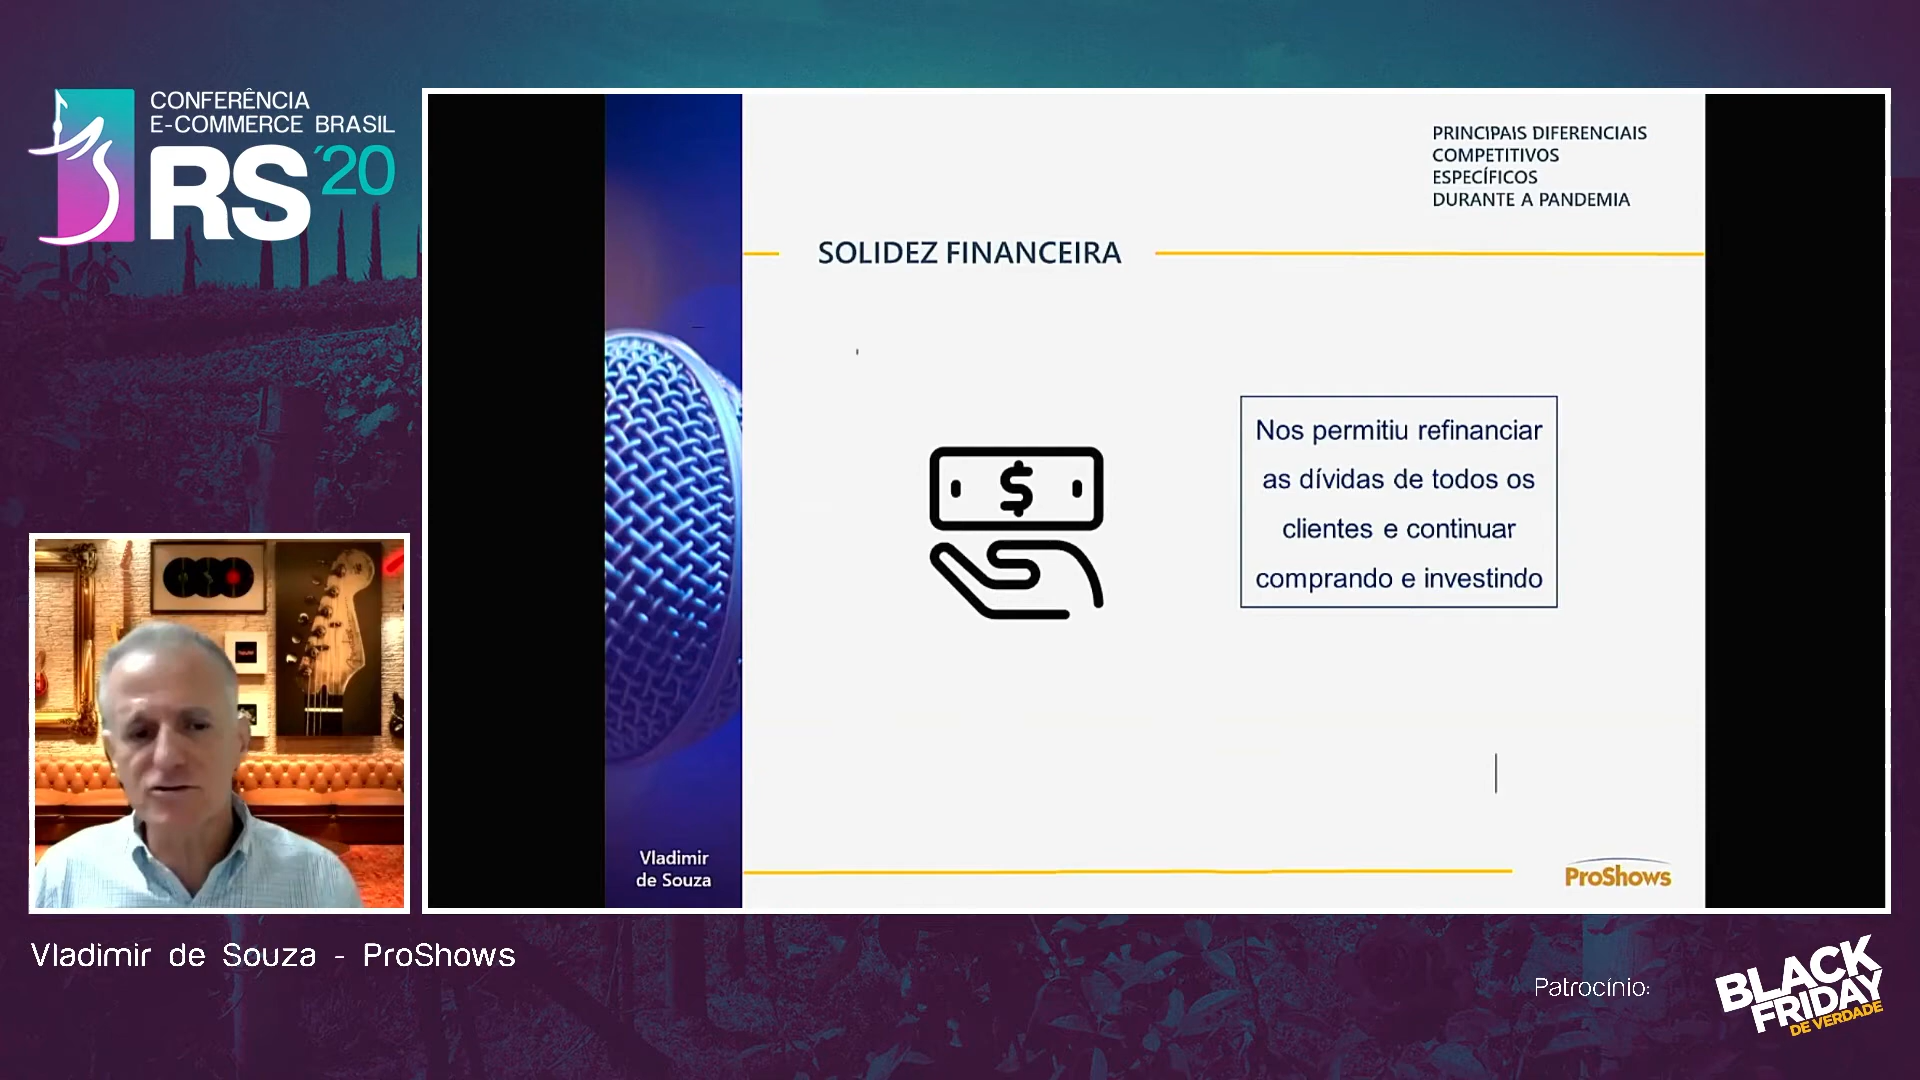 CONFERÊNCIA
E-COMMERCE BRASIL
RS'20
PRINCIPAIS DIFERENCIAIS
COMPETITIVOS
ESPECÍFICOS
DURANTE A PANDEMIA
SOLIDEZ FINANCEIRA
$
Nos permitiu refinanciar
as dívidas de todos os
clientes e continuar
comprando e investindo
Vladimir
de Souza
ProShows
Vladimir de Souza - ProShows
Patrocínio:
BLACK
FRIDAY
DE VERDADE